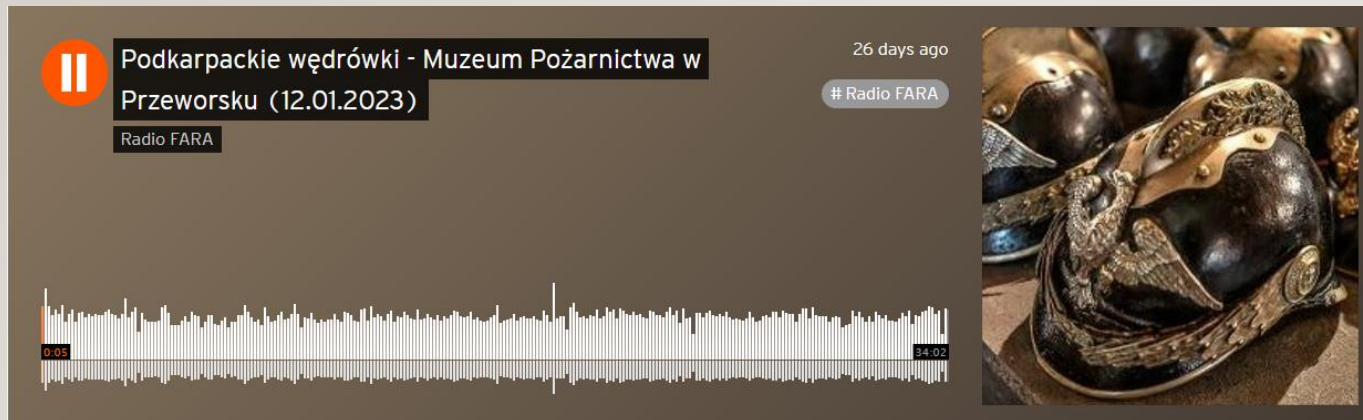 Podkarpackie wędrówki - Muzeum Pożarnictwa w
Przeworsku (12.01.2023)
Radio FARA
26 days ago
# Radio FARA
0:05
34:02